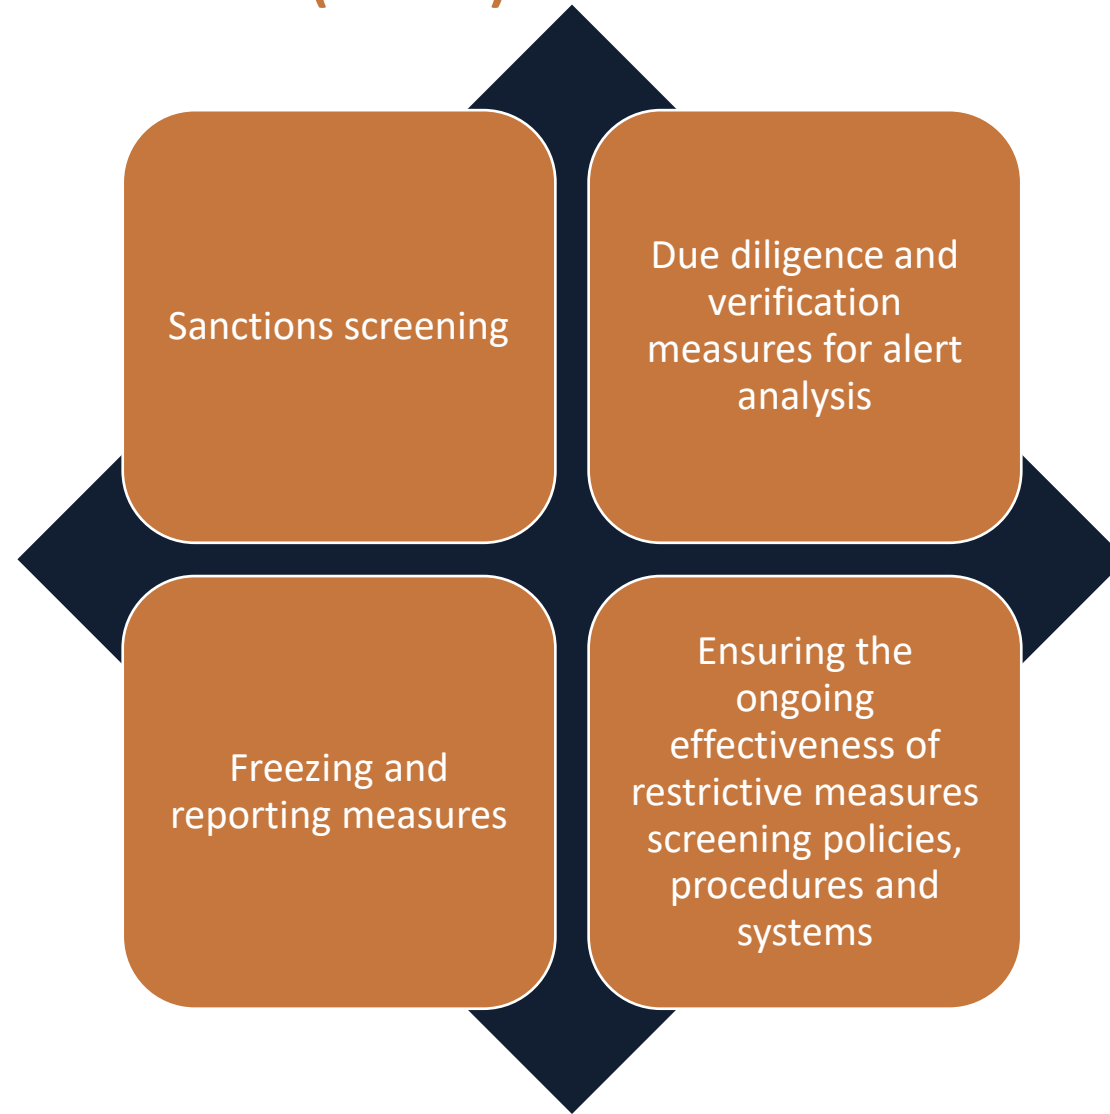 Sanctions screening
Due diligence and
verification
measures for alert
analysis
Freezing and
reporting measures
Ensuring the
ongoing
effectiveness of
restrictive measures
screening policies,
procedures and
systems